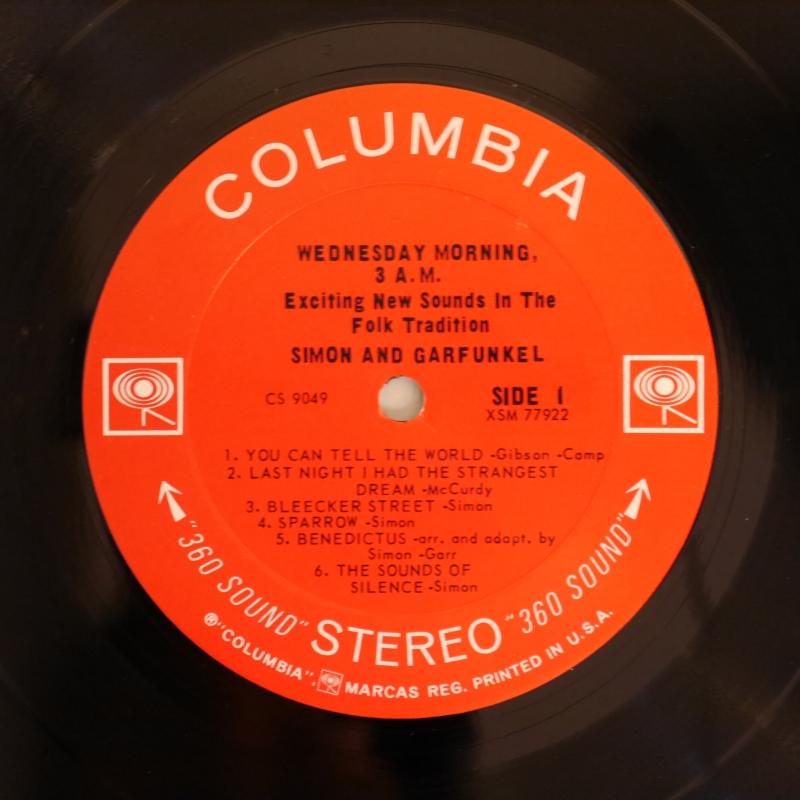 COLUMBIA
WEDNESDAY MORNING,
3 A.M.
Exciting New Sounds In The
Folk Tradition
SIMON AND GARFUNKEL
CS 9049
SIDE 1
XSM 77922
1. YOU CAN TELL THE WORLD -Gibson -Camp
2. LAST NIGHT I HAD THE STRANGEST
DREAM -McCurdy
3. BLEECKER STREET -Simon
4. SPARROW -Simon
5. BENEDICTUS -arr. and adapt. by
Simon -Garr
6. THE SOUNDS OF
SILENCE -Simon
"360 SOUND" STEREO "360 SOUND"
®"COLUMBIA", MARCAS REG. PRINTED IN U.S.A.